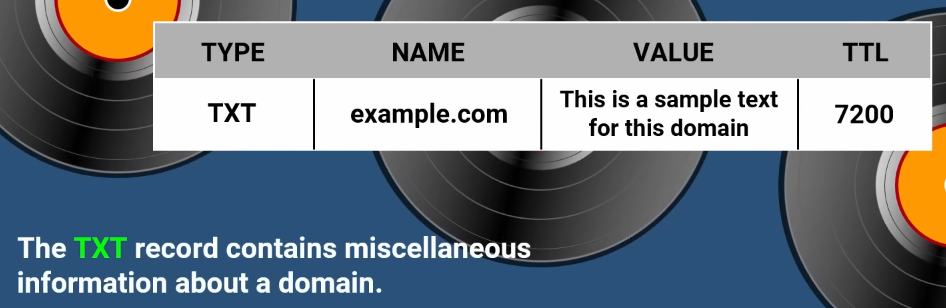 TYPE NAME VALUE TTL
TXT example.com This is a sample text for this domain 7200
The TXT record contains miscellaneous
information about a domain.